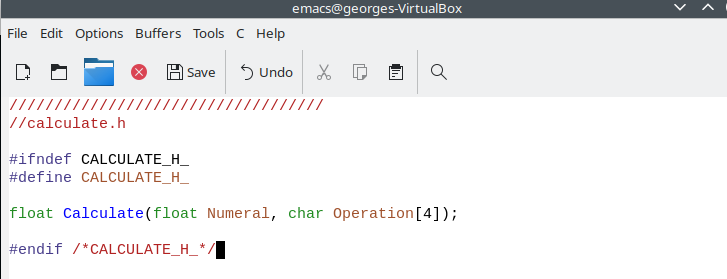 emacs@georges-VirtualBox
File Edit Options Buffers Tools C Help
Save Undo
///////////////////////////////////
//calculate.h
#ifndef CALCULATE_H_
#define CALCULATE_H_
float Calculate(float Numeral, char Operation[4]);
#endif /*CALCULATE_H_*/